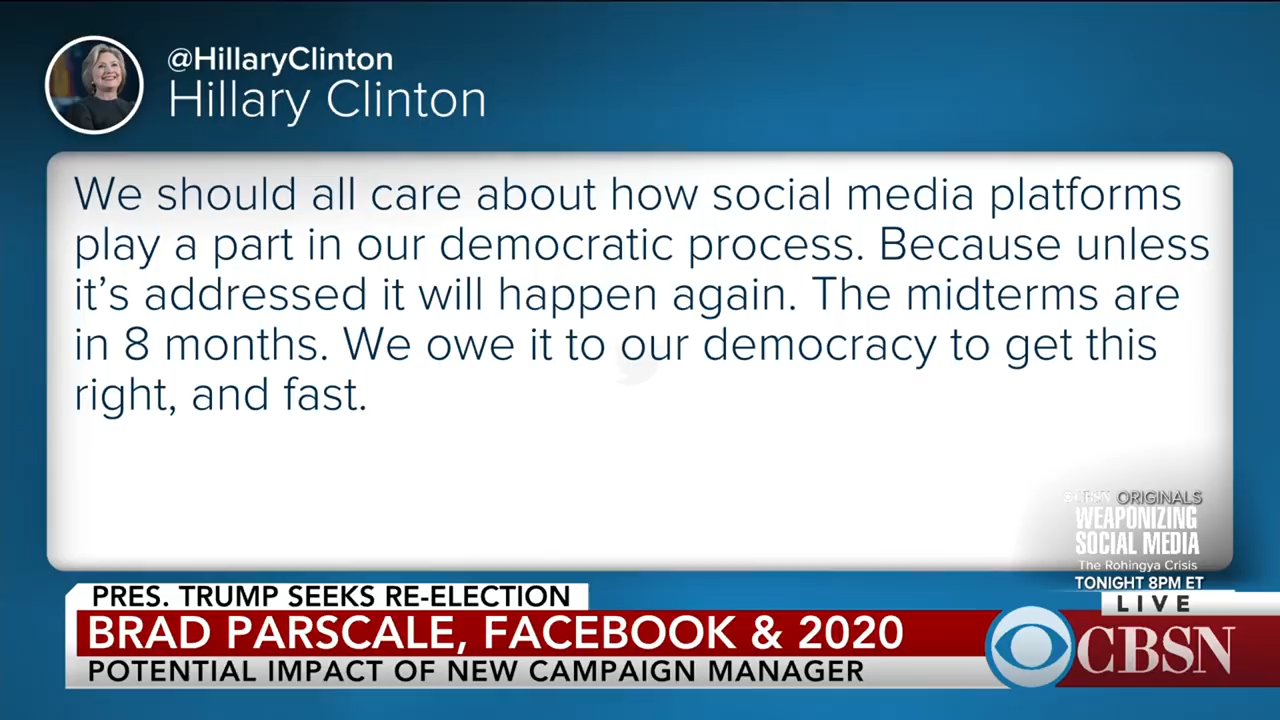 @HillaryClinton
Hillary Clinton
We should all care about how social media platforms
play a part in our democratic process. Because unless
it’s addressed it will happen again. The midterms are
in 8 months. We owe it to our democracy to get this
right, and fast.
CBSN ORIGINALS
WEAPONIZING
SOCIAL MEDIA
The Rohingya Crisis
TONIGHT 8PM ET
LIVE
PRES. TRUMP SEEKS RE-ELECTION
BRAD PARSCALE, FACEBOOK & 2020
POTENTIAL IMPACT OF NEW CAMPAIGN MANAGER
CBSN